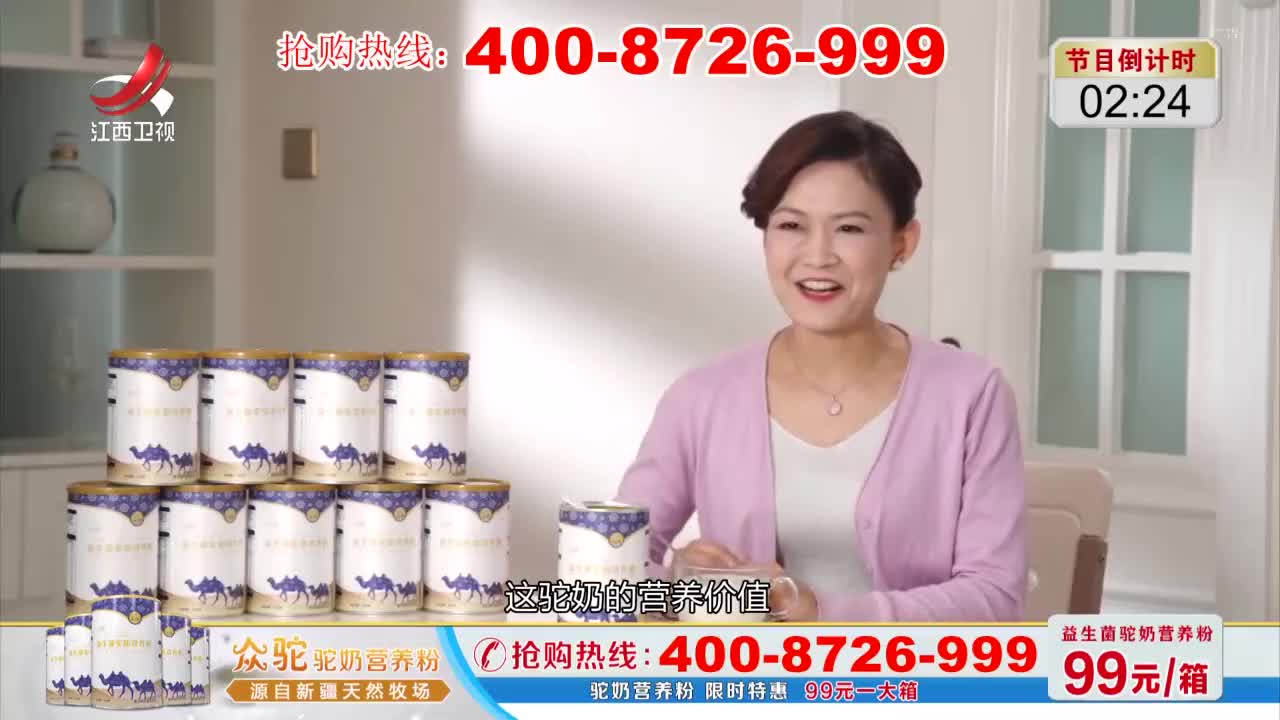 抢购热线：400-8726-999
节目倒计时
02:24
江西卫视
这驼奶的营养价值
众驼 驼奶营养粉
源自新疆天然牧场
抢购热线：400-8726-999
驼奶营养粉 限时特惠 99元一大箱
益生菌驼奶营养粉
99元/箱